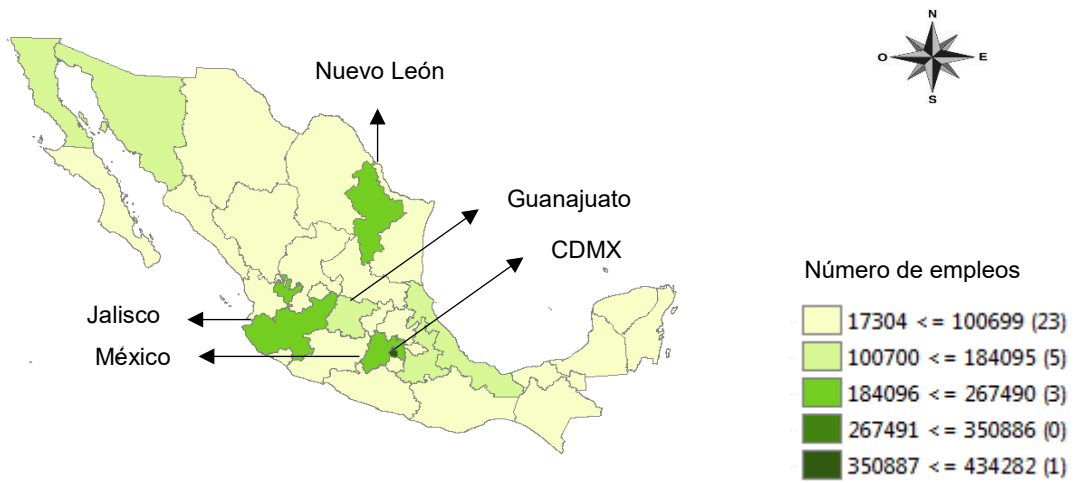 N
O
E
S
Nuevo León
Guanajuato
CDMX
Jalisco
México
Número de empleos
17304 <= 100699 (23)
100700 <= 184095 (5)
184096 <= 267490 (3)
267491 <= 350886 (0)
350887 <= 434282 (1)